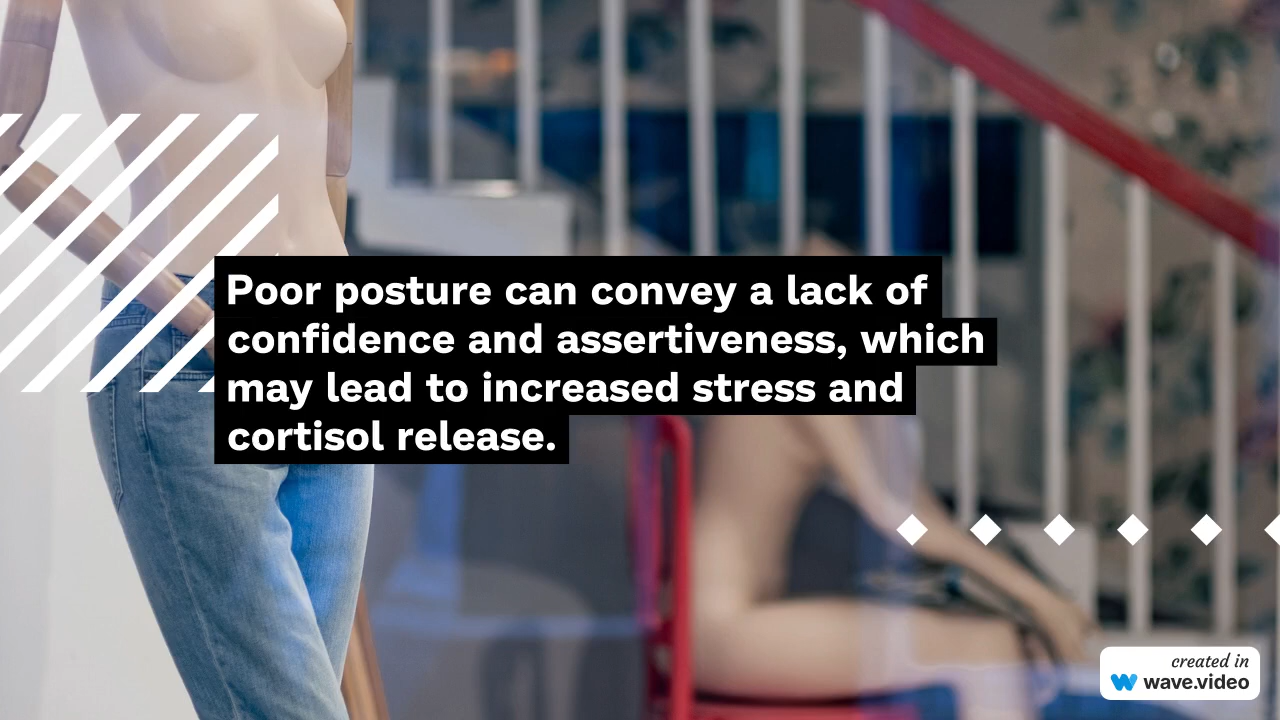 Poor posture can convey a lack of
confidence and assertiveness, which
may lead to increased stress and
cortisol release.
created in
wave.video